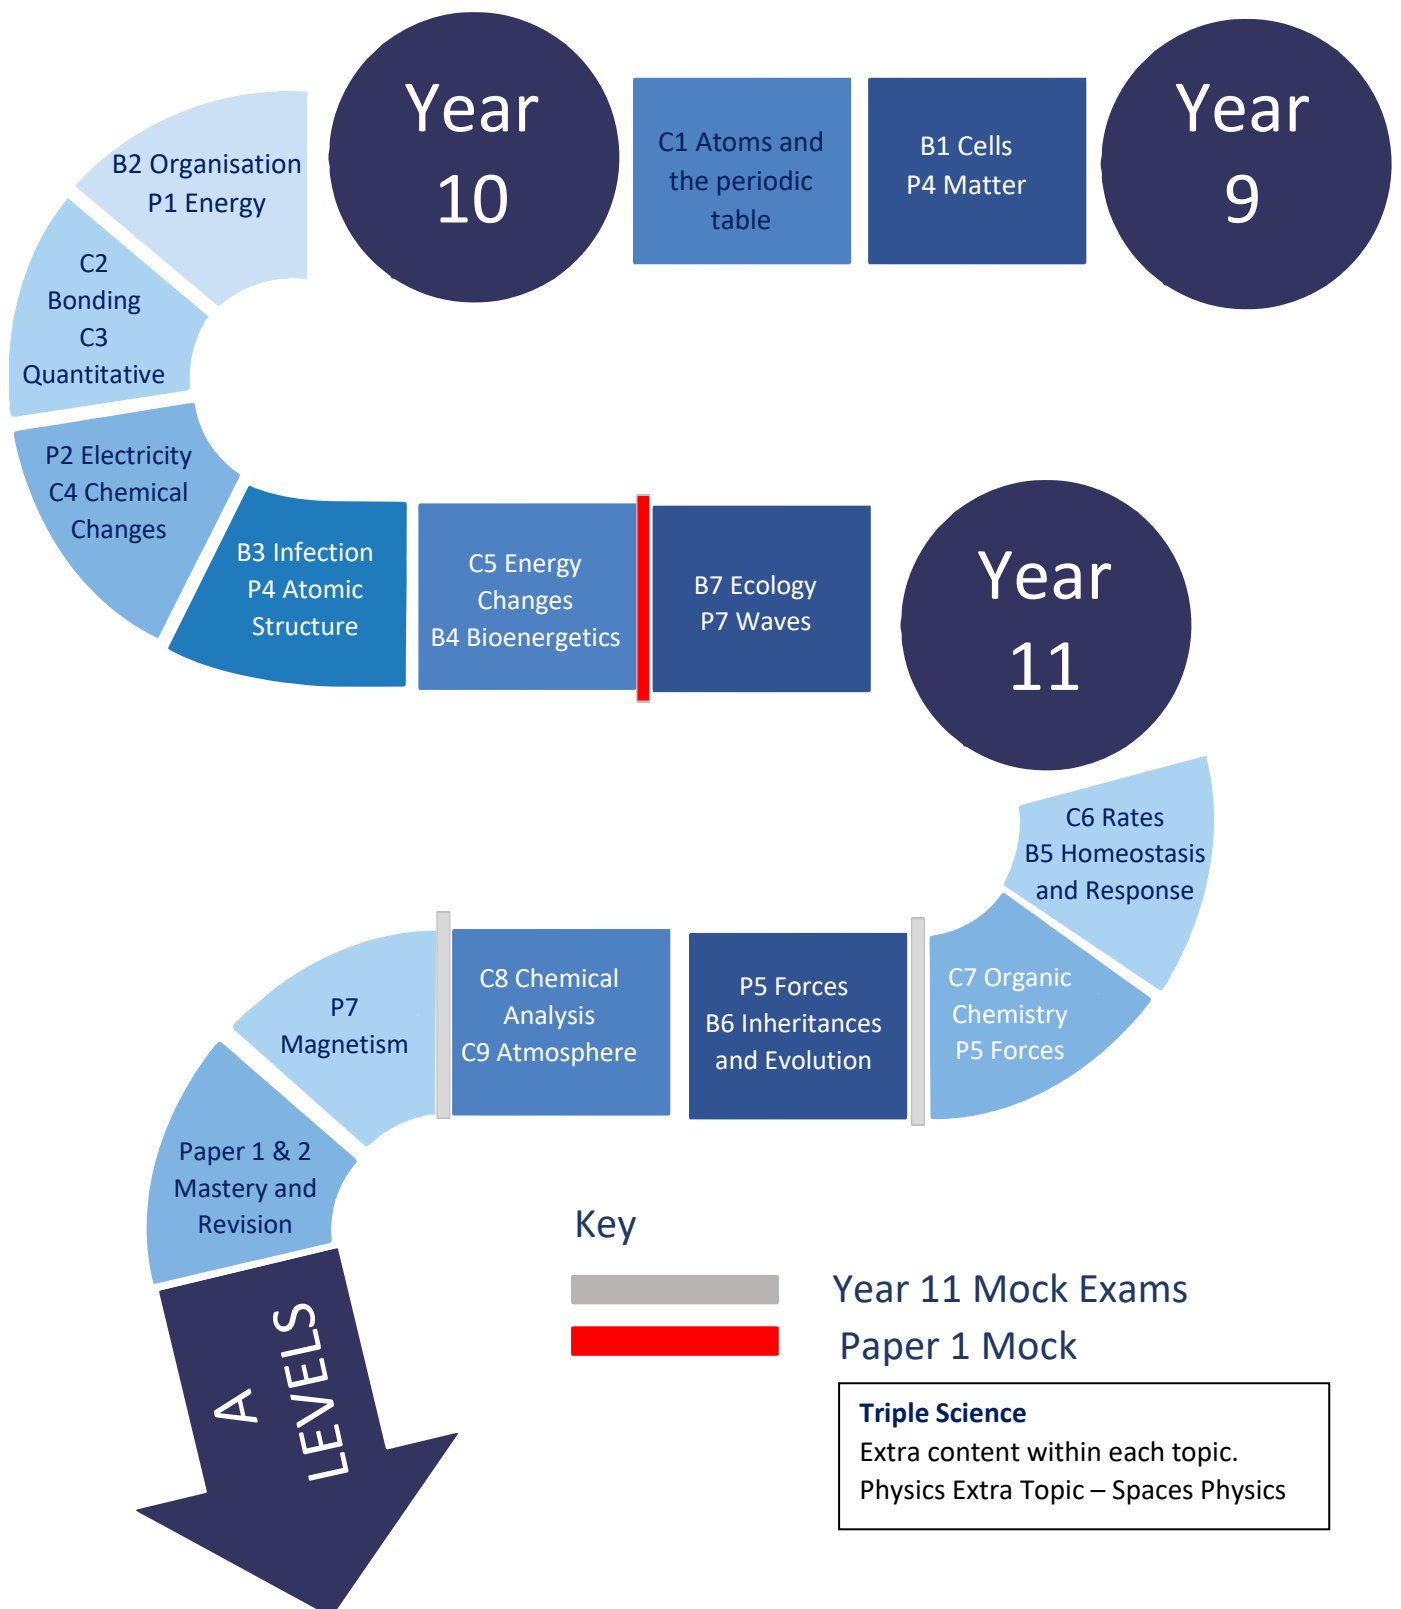 Year
9
B1 Cells
P4 Matter
C1 Atoms and
the periodic
table
Year
10
B2 Organisation
P1 Energy
C2
Bonding
C3
Quantitative
P2 Electricity
C4 Chemical
Changes
B3 Infection
P4 Atomic
Structure
C5 Energy
Changes
B4 Bioenergetics
B7 Ecology
P7 Waves
Year
11
C6 Rates
B5 Homeostasis
and Response
C7 Organic
Chemistry
P5 Forces
P5 Forces
B6 Inheritances
and Evolution
C8 Chemical
Analysis
C9 Atmosphere
P7
Magnetism
Paper 1 & 2
Mastery and
Revision
A
LEVELS
Key
Year 11 Mock Exams
Paper 1 Mock
Triple Science
Extra content within each topic.
Physics Extra Topic – Spaces Physics